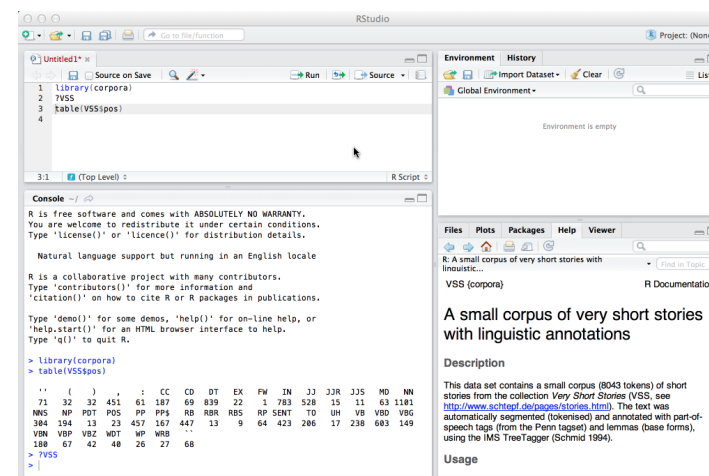 RStudio
Go to file/function
Project: (None
Untitled1*
Source on Save
Run
Source
1 library(corpora)
2 ?VSS
3 table(VSS$pos)
4
3:1 (Top Level) R Script
Console ~/
R is free software and comes with ABSOLUTELY NO WARRANTY.
You are welcome to redistribute it under certain conditions.
Type 'license()' or 'licence()' for distribution details.
Natural language support but running in an English locale
R is a collaborative project with many contributors.
Type 'contributors()' for more information and
'citation()' on how to cite R or R packages in publications.
Type 'demo()' for some demos, 'help()' for on-line help, or
'help.start()' for an HTML browser interface to help.
Type 'q()' to quit R.
> library(corpora)
> table(VSS$pos)
'' ( ) , : CC CD DT EX FW IN JJ JJR JJS MD NN
71 32 32 451 61 187 69 839 22 1 783 528 11 11 63 1101
NNS NP PDT POS PP PP$ RB RBR RBS RP SENT TO UH VB VBD VBG
304 194 13 23 457 167 447 13 9 64 423 206 17 238 603 149
VBN VBP VBZ WDT WP WRB ``
180 67 42 40 26 27 68
> ?VSS
>
Environment History
Import Dataset Clear Lis
Global Environment
Environment is empty
Files Plots Packages Help Viewer
R: A small corpus of very short stories with
linguistic...
Find in Topic
VSS {corpora} R Documentatio
A small corpus of very short stories
with linguistic annotations
Description
This data set contains a small corpus (8043 tokens) of short
stories from the collection Very Short Stories (VSS, see
http://www.schtepf.de/pages/stories.html). The text was
automatically segmented (tokenised) and annotated with part-of-
speech tags (from the Penn tagset) and lemmas (base forms),
using the IMS TreeTagger (Schmid 1994).
Usage